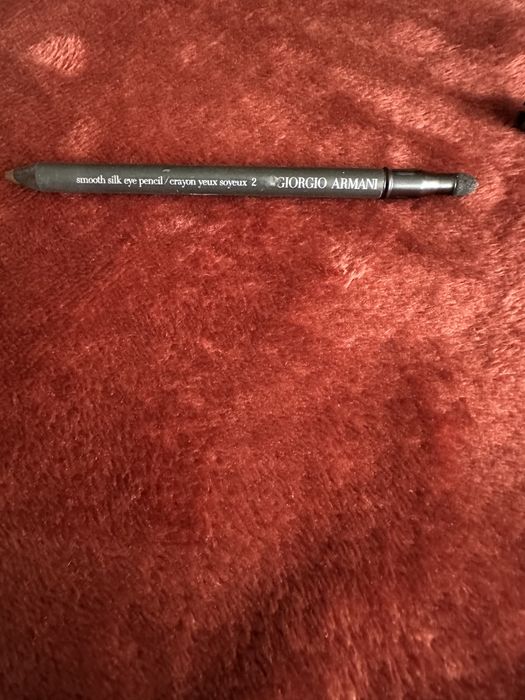 smooth silk eye pencil / crayon yeux soyeux 2 GIORGIO ARMANI